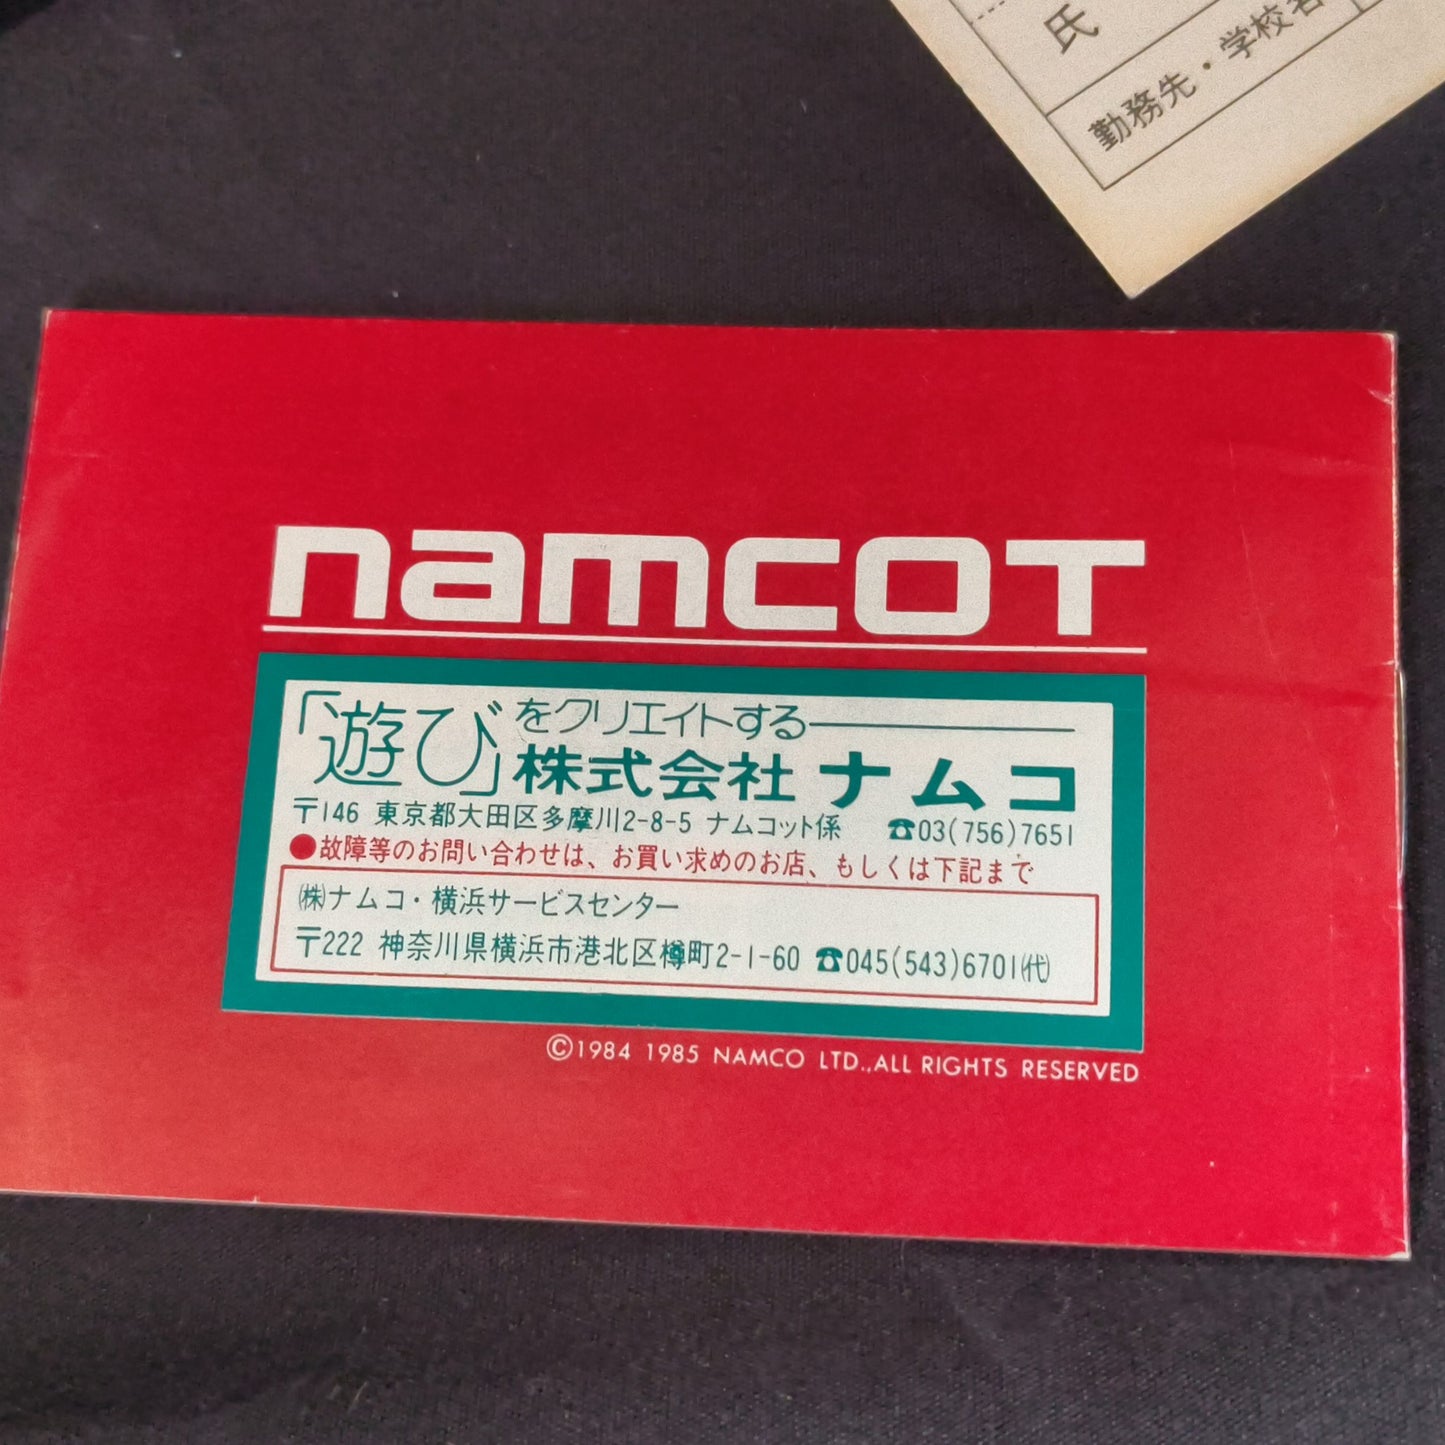 氏
勤務先・学校名
namcot
「遊び」をクリエイトする
株式会社ナムコ
〒146 東京都大田区多摩川2-8-5 ナムコット係 ☎03(756)7651
●故障等のお問い合わせは、お買い求めのお店、もしくは下記まで
㈱ナムコ・横浜サービスセンター
〒222 神奈川県横浜市港北区樽町2-1-60 ☎045(543)6701㈹
©1984 1985 NAMCO LTD.,ALL RIGHTS RESERVED